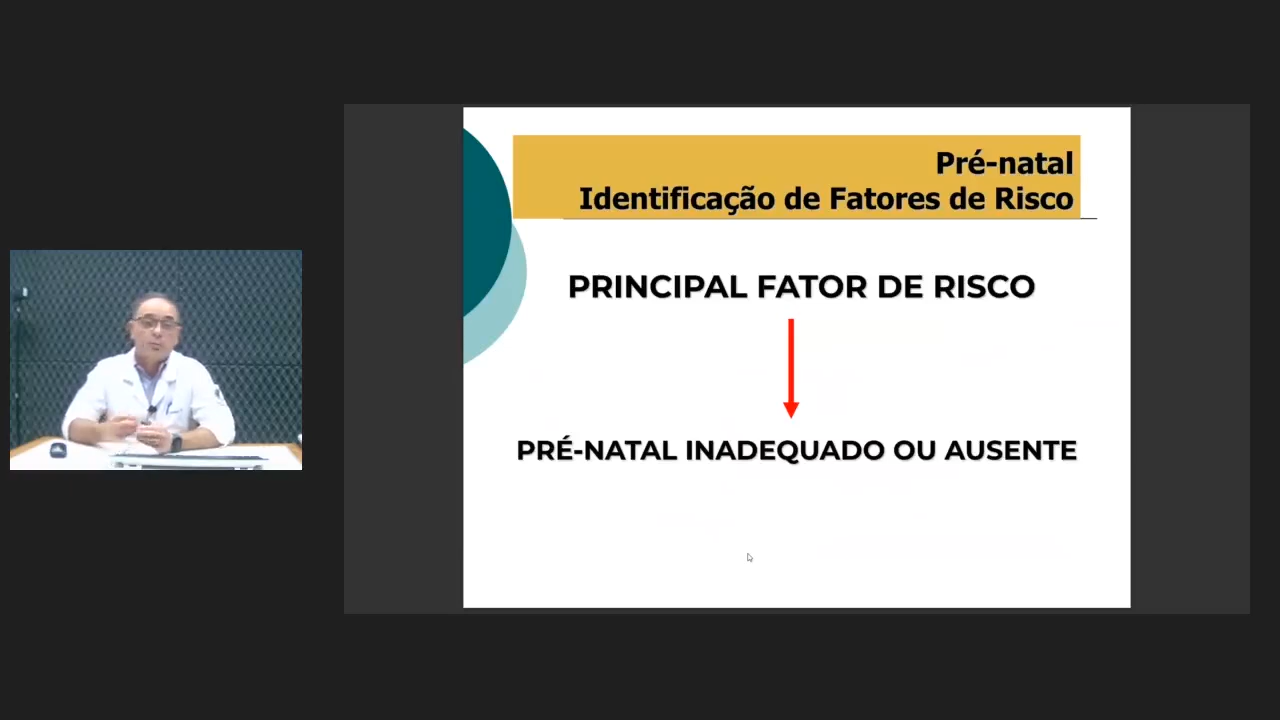 Pré-natal
Identificação de Fatores de Risco
PRINCIPAL FATOR DE RISCO
PRÉ-NATAL INADEQUADO OU AUSENTE